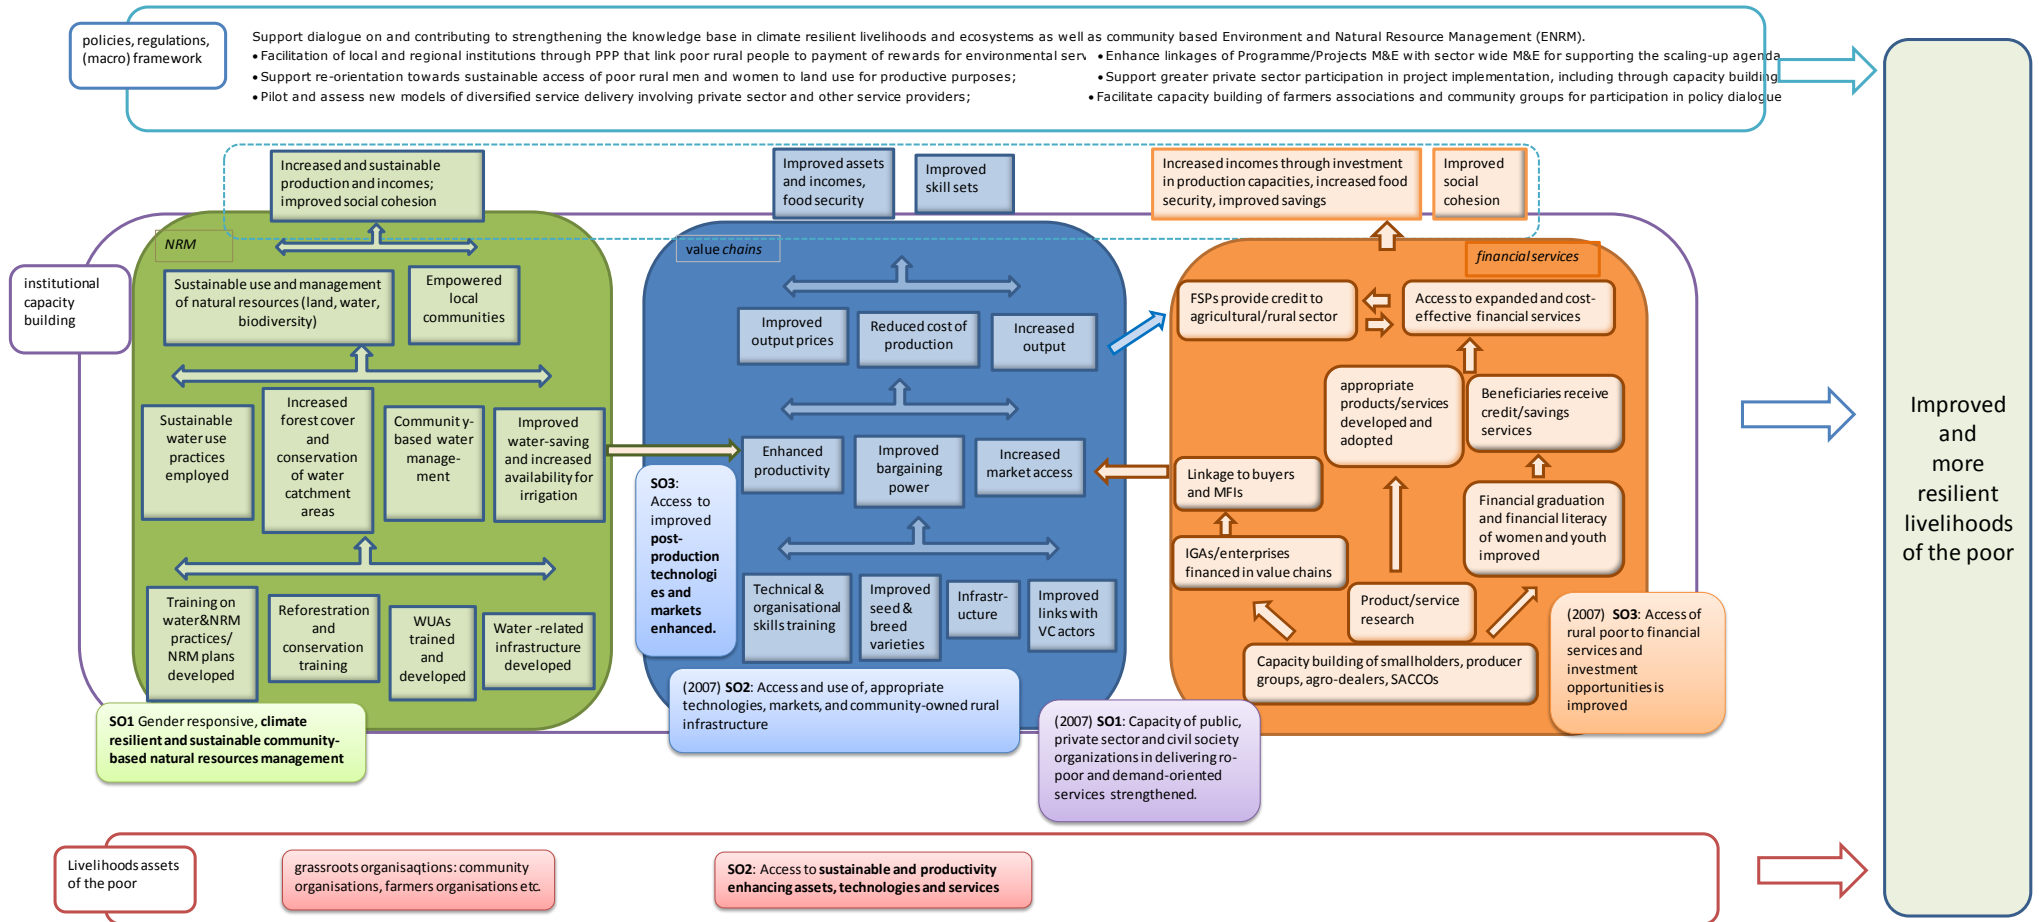 policies, regulations,
(macro) framework
Support dialogue on and contributing to strengthening the knowledge base in climate resilient livelihoods and ecosystems as well as community based Environment and Natural Resource Management (ENRM).
• Facilitation of local and regional institutions through PPP that link poor rural people to payment of rewards for environmental serv
• Support re-orientation towards sustainable access of poor rural men and women to land use for productive purposes;
• Pilot and assess new models of diversified service delivery involving private sector and other service providers;
• Enhance linkages of Programme/Projects M&E with sector wide M&E for supporting the scaling-up agenda
• Support greater private sector participation in project implementation, including through capacity building
• Facilitate capacity building of farmers associations and community groups for participation in policy dialogue
Increased and sustainable
production and incomes;
improved social cohesion
Improved assets
and incomes,
food security
Improved
skill sets
Increased incomes through investment
in production capacities, increased food
security, improved savings
Improved
social
cohesion
institutional
capacity
building
NRM
Sustainable use and management
of natural resources (land, water,
biodiversity)
Empowered
local
communities
Sustainable
water use
practices
employed
Increased
forest cover
and
conservation
of water
catchment
areas
Communit y-
based water
manage-
ment
Improved
water-saving
and increased
availability for
irrigation
Training on
water&NRM
practices/
NRM plans
developed
Reforestration
and
conservation
training
WUAs
trained
and
developed
Water -related
infrastructure
developed
SO1 Gender responsive, climate
resilient and sustainable community-
based natural resources management
value chains
Improved
output prices
Reduced cost of
production
Increased
output
Enhanced
productivity
Improved
bargaining
power
Increased
market access
SO3:
Access to
improved
post-
production
technologi
es and
markets
enhanced.
Technical &
organisational
skills training
Improved
seed &
breed
varieties
Infrastr-
ucture
Improved
links with
VC actors
(2007) SO2: Access and use of, appropriate
technologies, markets, and community-owned rural
infrastructure
financial services
FSPs provide credit to
agricultural/rural sector
Access to expanded and cost-
effective financial services
appropriate
products/services
developed and
adopted
Beneficiaries receive
credit/savings
services
Linkage to buyers
and MFIs
Financial graduation
and financial literacy
of women and youth
improved
IGAs/enterprises
financed in value chains
Product/service
research
Capacity building of smallholders, producer
groups, agro-dealers, SACCOs
(2007) SO3: Access of
rural poor to financial
services and
investment
opportunities is
improved
(2007) SO1: Capacity of public,
private sector and civil society
organizations in delivering ro-
poor and demand-oriented
services strengthened.
Improved
and
more
resilient
livelihoods
of the poor
Livelihoods assets
of the poor
grassroots organisaqtions: community
organisations, farmers organisations etc.
SO2: Access to sustainable and productivity
enhancing assets, technologies and services